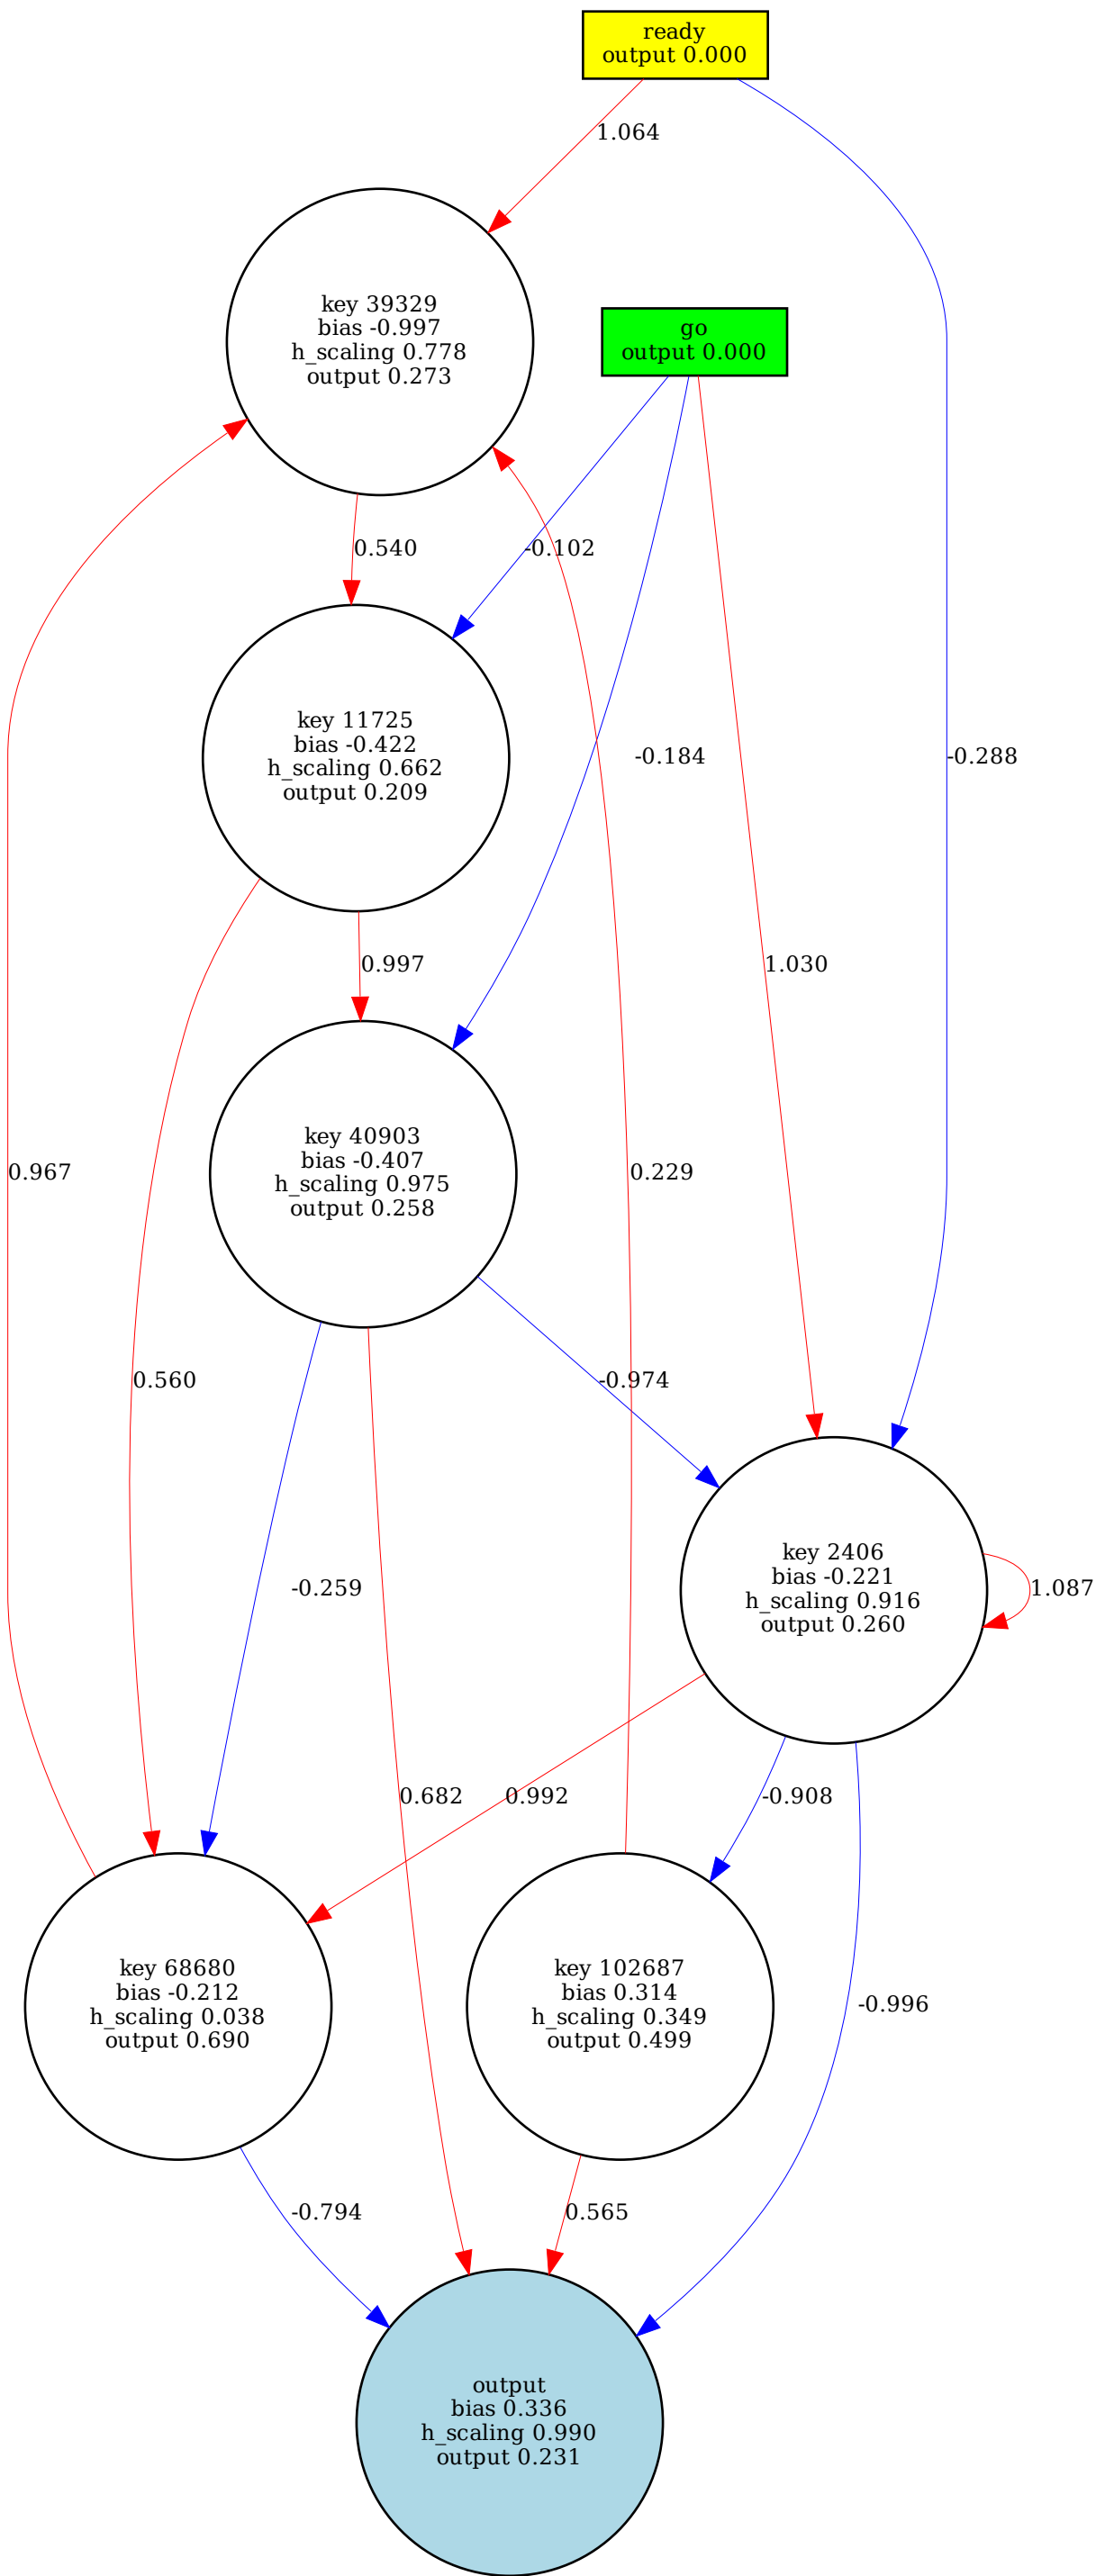 ready
output 0.000
1.064
key 39329
bias -0.997
h_scaling 0.778
output 0.273
go
output 0.000
0.540
-0.102
key 11725
bias -0.422
h_scaling 0.662
output 0.209
-0.184
-0.288
0.997
1.030
key 40903
bias -0.407
h_scaling 0.975
output 0.258
0.967
0.229
0.560
-0.974
key 2406
bias -0.221
h_scaling 0.916
output 0.260
-0.259
1.087
0.682
0.992
-0.908
key 68680
bias -0.212
h_scaling 0.038
output 0.690
key 102687
bias 0.314
h_scaling 0.349
output 0.499
-0.996
-0.794
0.565
output
bias 0.336
h_scaling 0.990
output 0.231